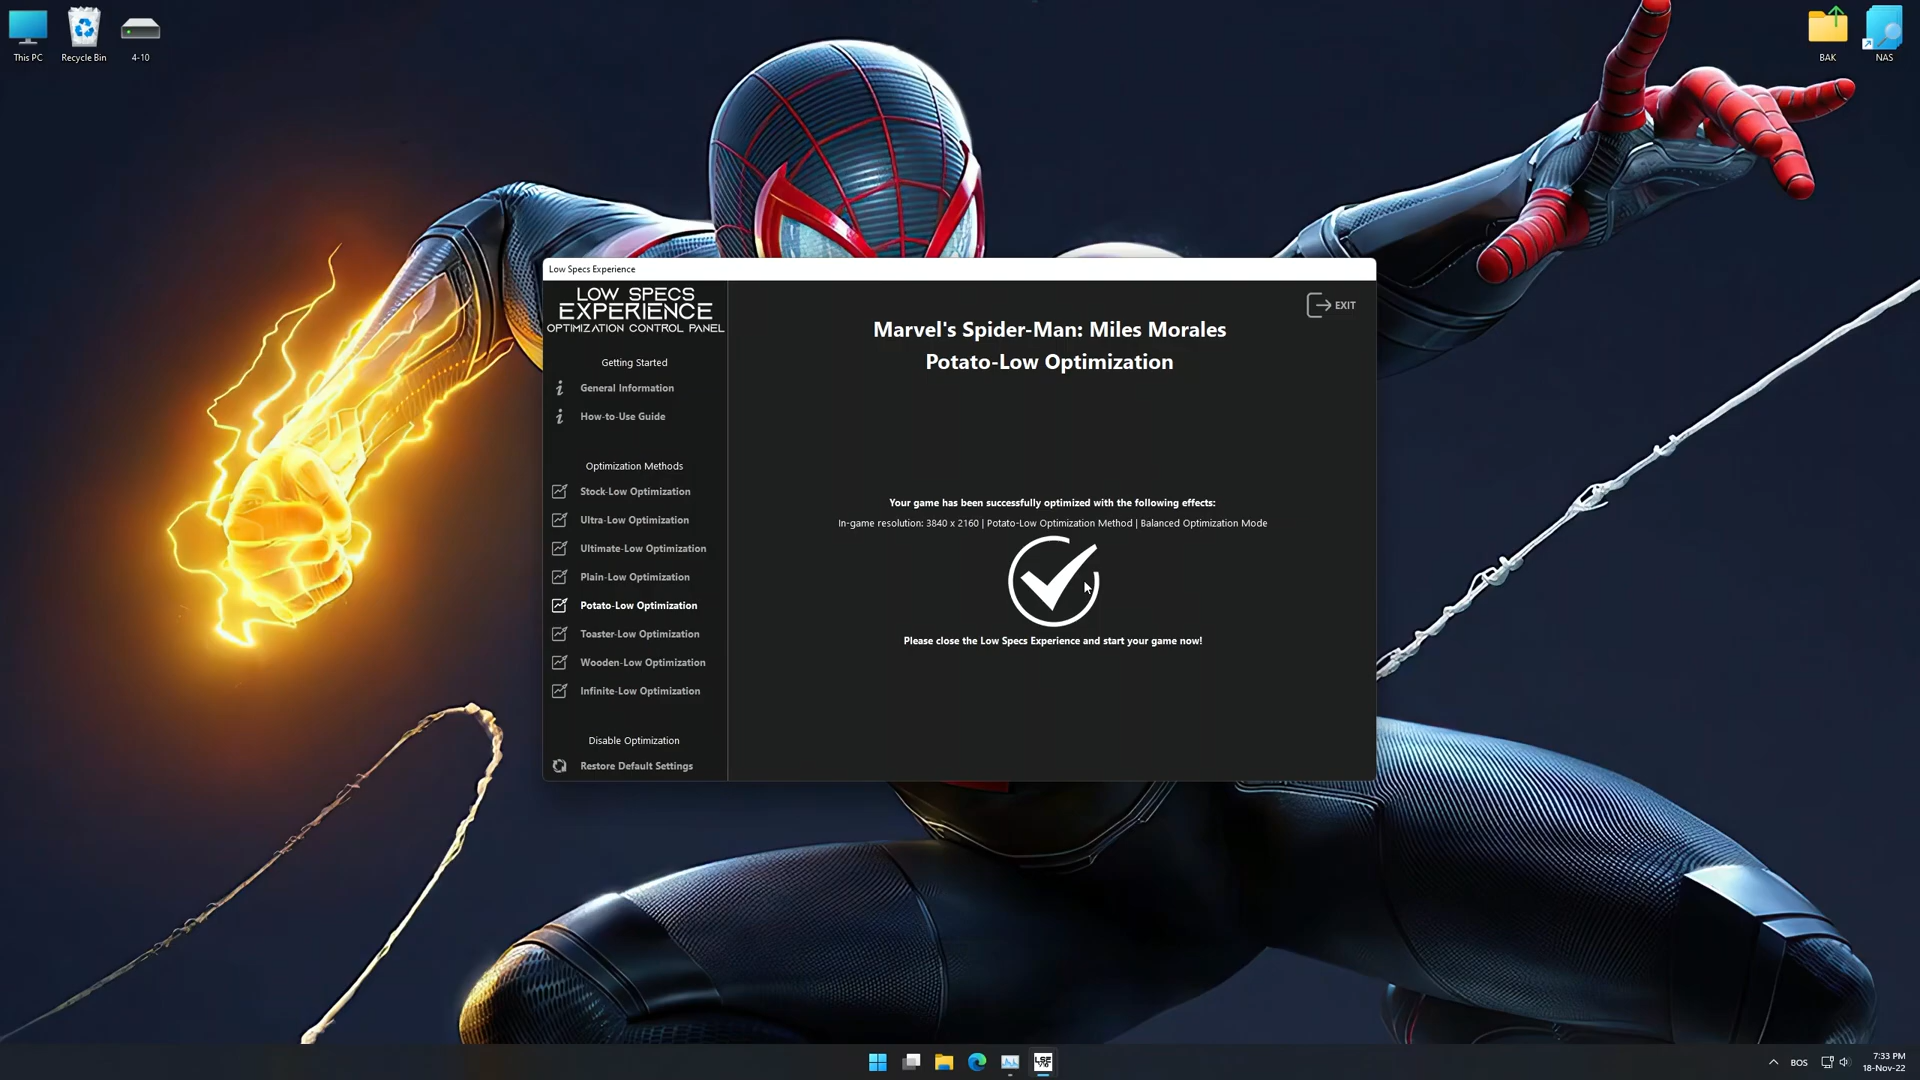 This PC
Recycle Bin
4-10
BAK
NAS
Low Specs Experience
LOW SPECS
EXPERIENCE
OPTIMIZATION CONTROL PANEL
Getting Started
General Information
How-to-Use Guide
Optimization Methods
Stock-Low Optimization
Ultra-Low Optimization
Ultimate-Low Optimization
Plain-Low Optimization
Potato-Low Optimization
Toaster-Low Optimization
Wooden-Low Optimization
Infinite-Low Optimization
Disable Optimization
Restore Default Settings
EXIT
Marvel's Spider-Man: Miles Morales
Potato-Low Optimization
Your game has been successfully optimized with the following effects:
In-game resolution: 3840 x 2160 | Potato-Low Optimization Method | Balanced Optimization Mode
Please close the Low Specs Experience and start your game now!
LSE
BOS
7:33 PM
18-Nov-22